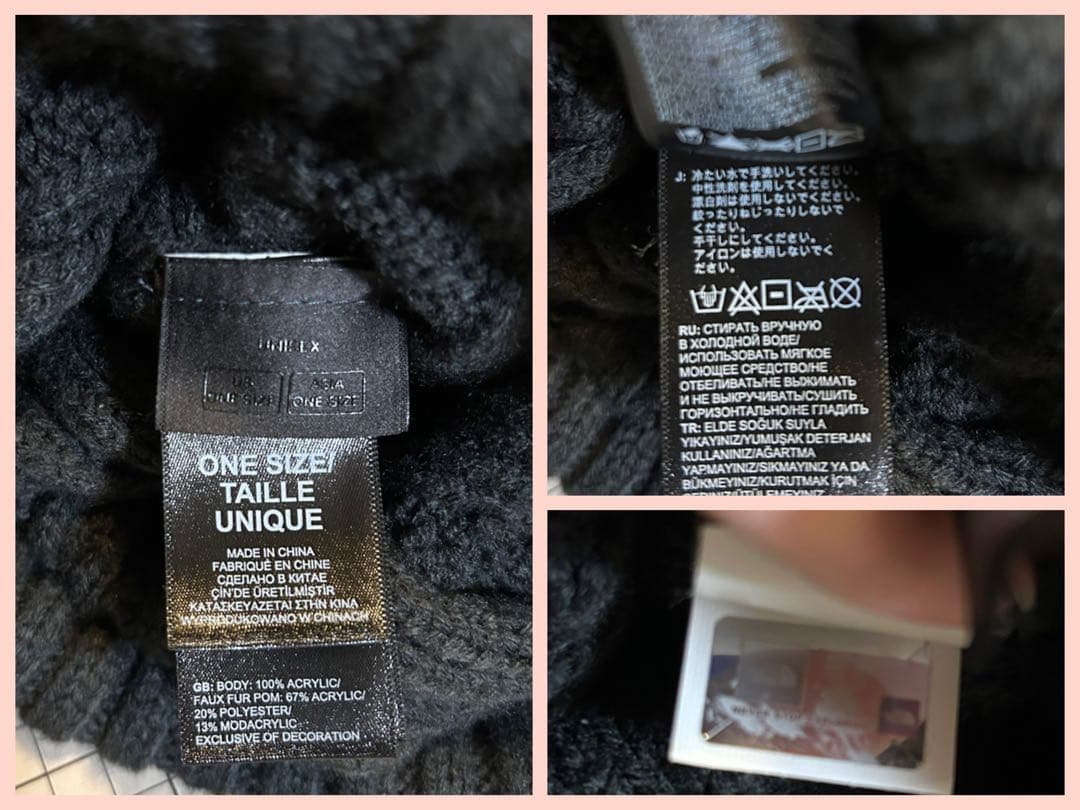 UNISEX
UK
ONE SIZE
ASIA
ONE SIZE
ONE SIZE/
TAILLE
UNIQUE
MADE IN CHINA
FABRIQUÉ EN CHINE
СДЕЛАНО В КИТАЕ
ÇİN'DE ÜRETİLMİŞTİR
ΚΑΤΑΣΚΕΥΑΖΕΤΑΙ ΣΤΗΝ ΚΙΝΑ
WYPRODUKOWANO W CHINACH
GB: BODY: 100% ACRYLIC/
FAUX FUR POM: 67% ACRYLIC/
20% POLYESTER/
13% MODACRYLIC
EXCLUSIVE OF DECORATION
J: 冷たい水で手洗いしてください。
中性洗剤を使用してください。
漂白剤は使用しないでください。
絞ったりねじったりしないで
ください。
平干しにしてください。
アイロンは使用しないでく
ださい。
RU: СТИРАТЬ ВРУЧНУЮ
В ХОЛОДНОЙ ВОДЕ/
ИСПОЛЬЗОВАТЬ МЯГКОЕ
МОЮЩЕЕ СРЕДСТВО/НЕ
ОТБЕЛИВАТЬ/НЕ ВЫЖИМАТЬ
И НЕ ВЫКРУЧИВАТЬ/СУШИТЬ
ГОРИЗОНТАЛЬНО/НЕ ГЛАДИТЬ
TR: ELDE SOĞUK SUYLA
YIKAYINIZ/YUMUŞAK DETERJAN
KULLANINIZ/AĞARTMA
YAPMAYINIZ/SIKMAYINIZ YA DA
BÜKMEYINIZ/KURUTMAK İÇİN
SERINIZ/ÜTÜLEMEYINIZ